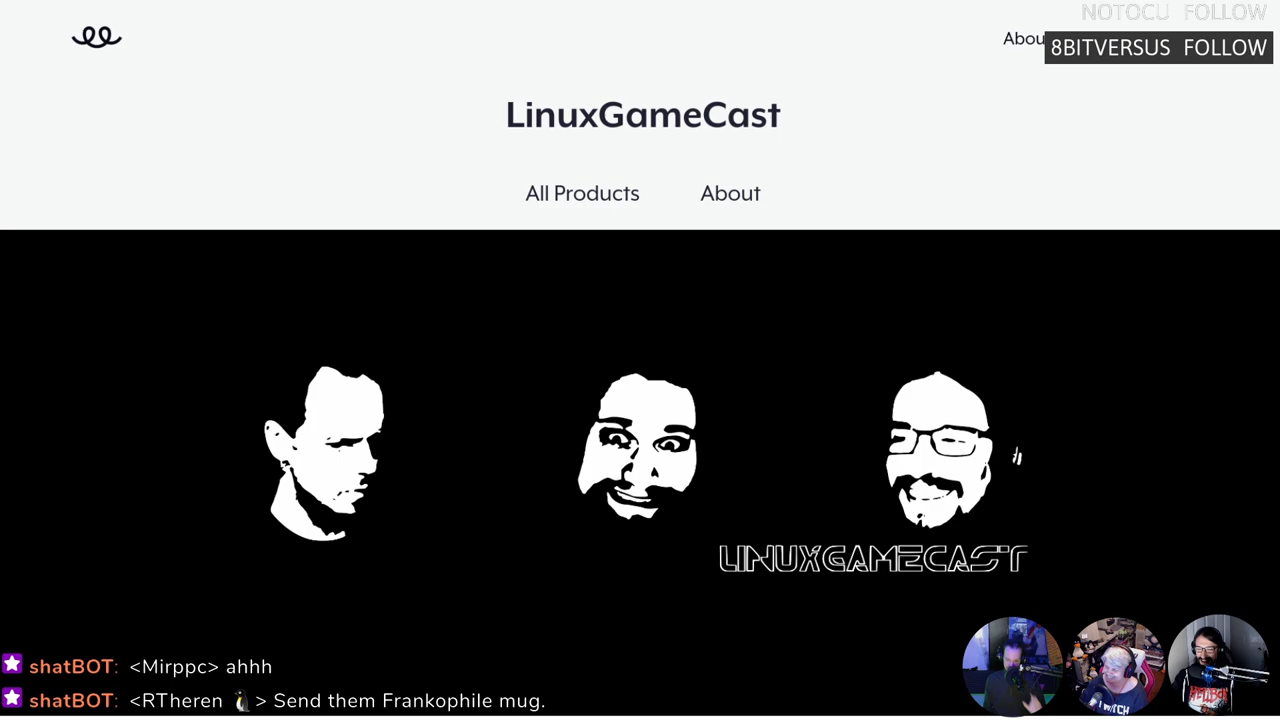 NOTOCU FOLLOW
Abou
8BITVERSUS FOLLOW
LinuxGameCast
All Products About
LINUXGAMECAST
shatBOT: <Mirppc> ahhh
shatBOT: <RTheren 🐧 > Send them Frankophile mug.